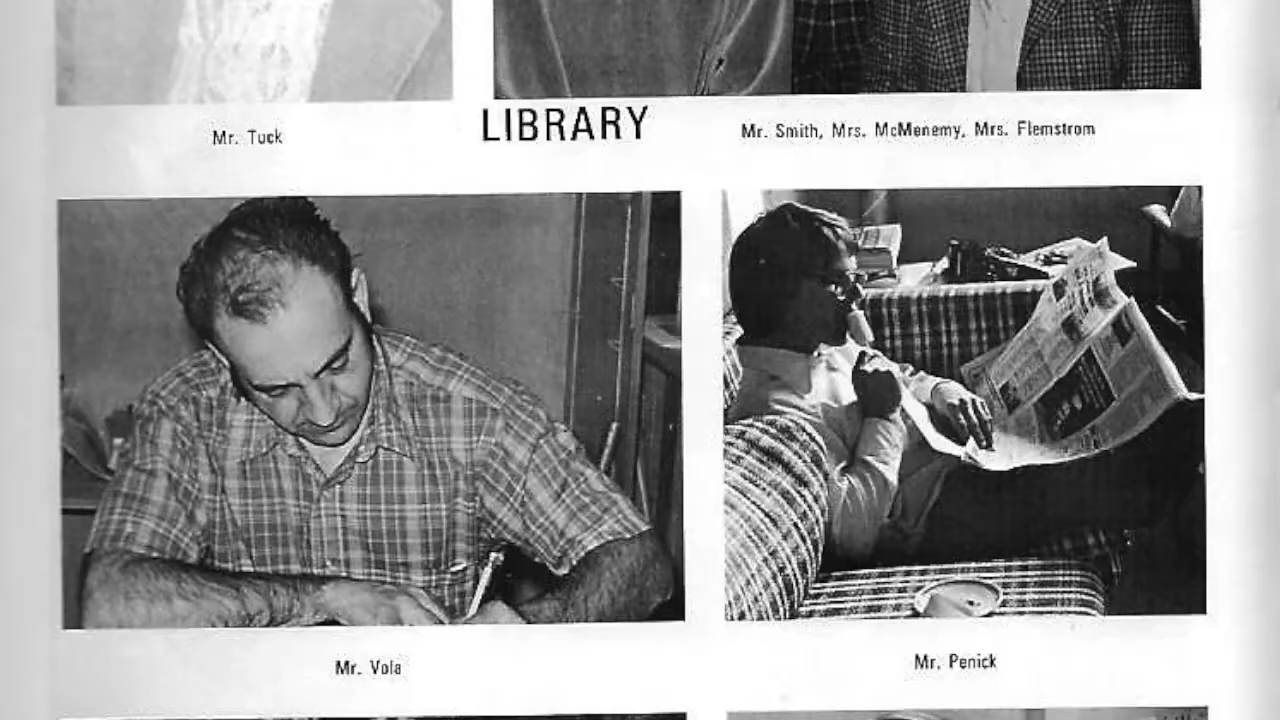 Mr. Tuck
LIBRARY
Mr. Smith, Mrs. McMenemy, Mrs. Flemstrom
Mr. Vola
Mr. Penick